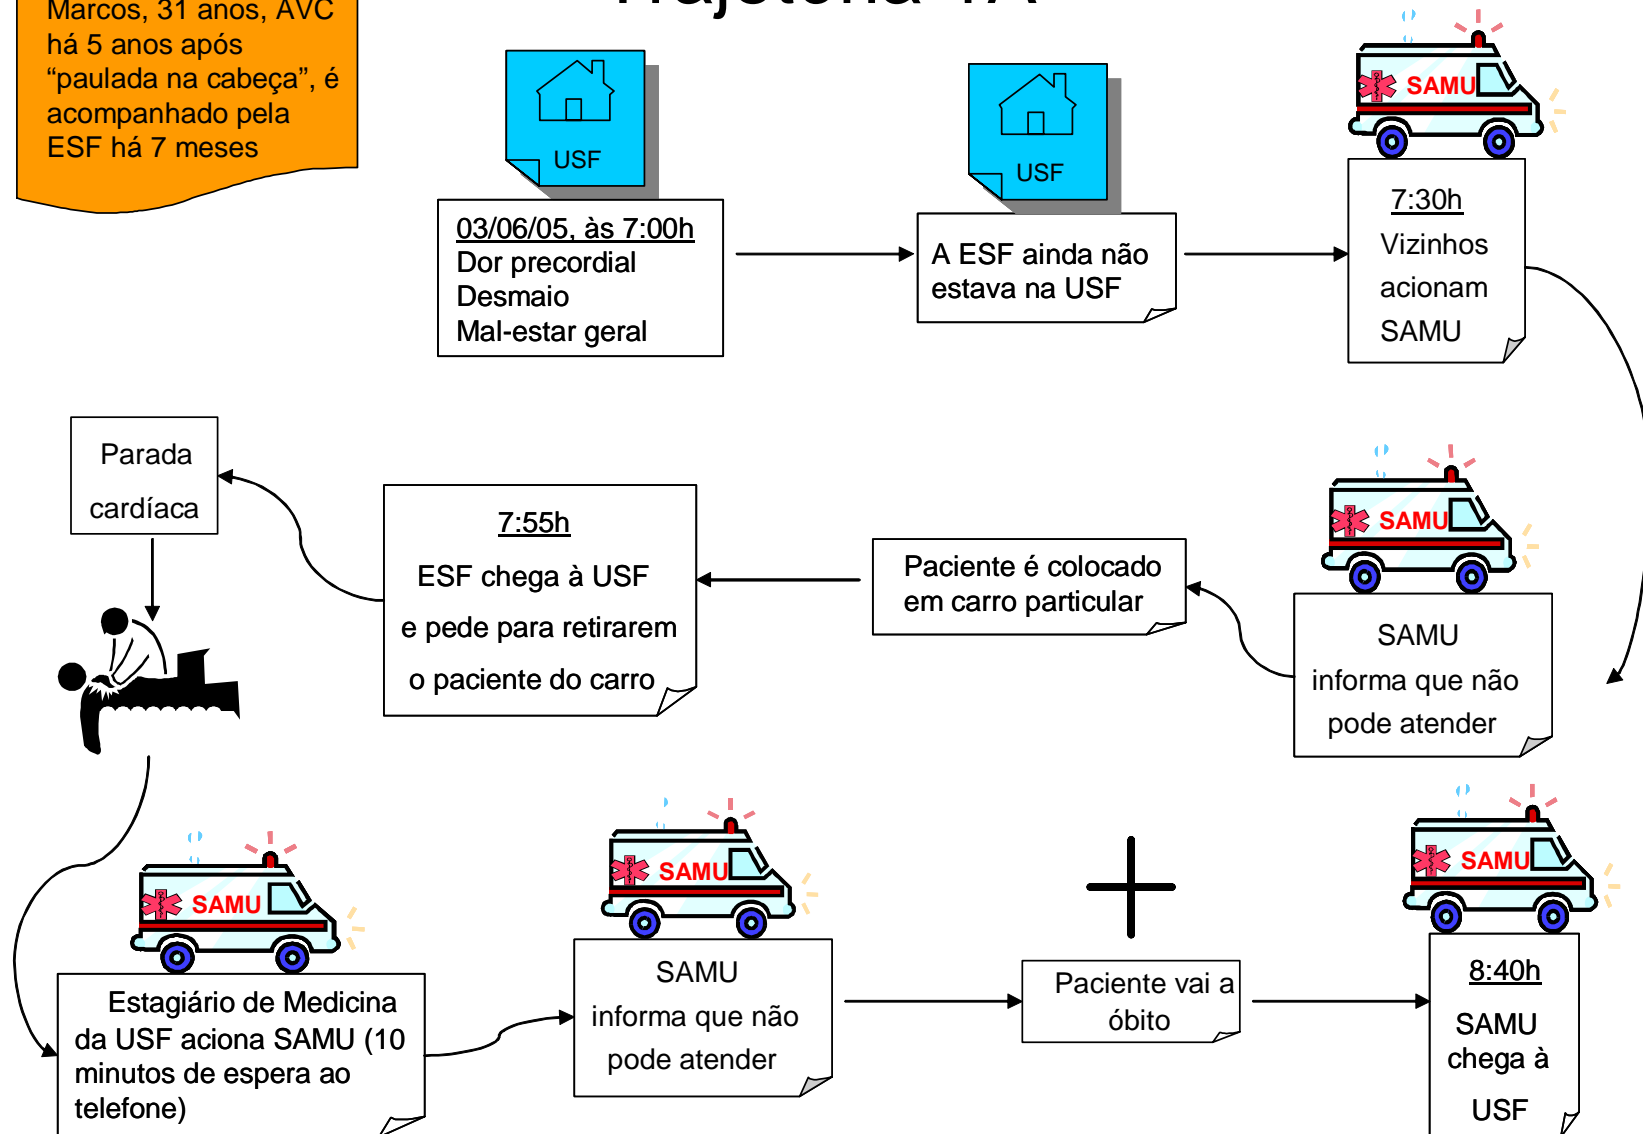 Trajetória 1A
Marcos, 31 anos, AVC
há 5 anos após
“paulada na cabeça”, é
acompanhado pela
ESF há 7 meses
USF
03/06/05, às 7:00h
Dor precordial
Desmaio
Mal-estar geral
USF
A ESF ainda não
estava na USF
SAMU
7:30h
Vizinhos
acionam
SAMU
SAMU
SAMU
informa que não
pode atender
Paciente é colocado
em carro particular
7:55h
ESF chega à USF
e pede para retirarem
o paciente do carro
Parada
cardíaca
SAMU
Estagiário de Medicina
da USF aciona SAMU (10
minutos de espera ao
telefone)
SAMU
SAMU
informa que não
pode atender
Paciente vai a
óbito
SAMU
8:40h
SAMU
chega à
USF